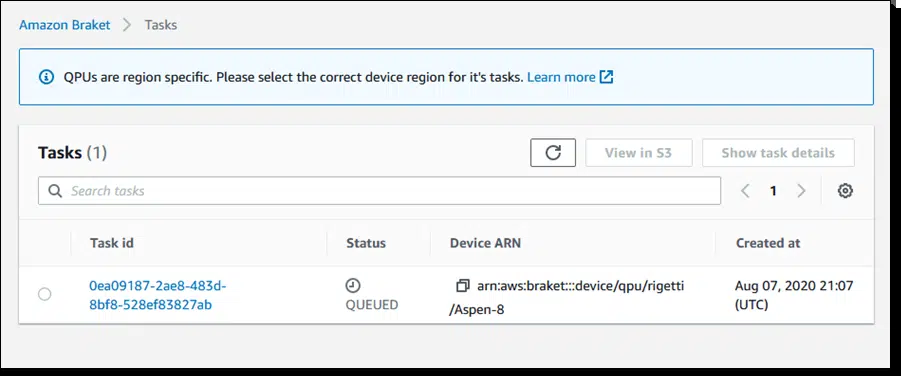 Amazon Braket > Tasks
QPUs are region specific. Please select the correct device region for it's tasks. Learn more
Tasks (1)
View in S3
Show task details
Search tasks
1
Task id Status Device ARN Created at
0ea09187-2ae8-483d-
8bf8-528ef83827ab
QUEUED
arn:aws:braket:::device/qpu/rigetti
/Aspen-8
Aug 07, 2020 21:07
(UTC)